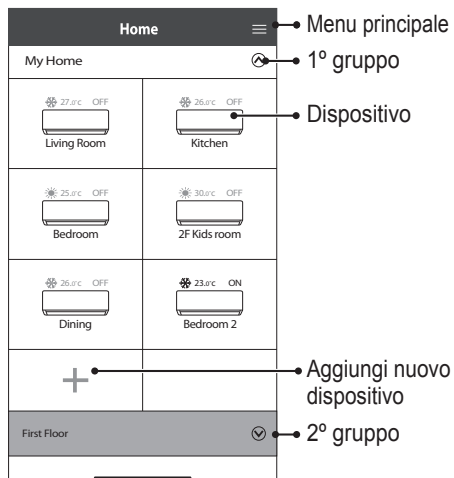 Home
Menu principale
My Home
1º gruppo
27.0°C OFF
26.0°C OFF
Dispositivo
Living Room
Kitchen
25.0°C OFF
30.0°C OFF
Bedroom
2F Kids room
26.0°C OFF
23.0°C ON
Dining
Bedroom 2
Aggiungi nuovo
dispositivo
First Floor
2º gruppo